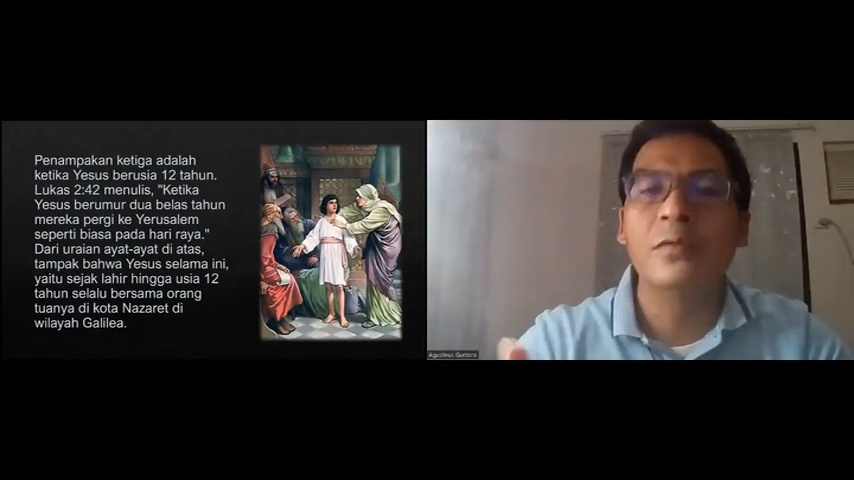 Penampakan ketiga adalah
ketika Yesus berusia 12 tahun.
Lukas 2:42 menulis, "Ketika
Yesus berumur dua belas tahun
mereka pergi ke Yerusalem
seperti biasa pada hari raya."
Dari uraian ayat-ayat di atas,
tampak bahwa Yesus selama ini,
yaitu sejak lahir hingga usia 12
tahun selalu bersama orang
tuanya di kota Nazaret di
wilayah Galilea.
Agustinus